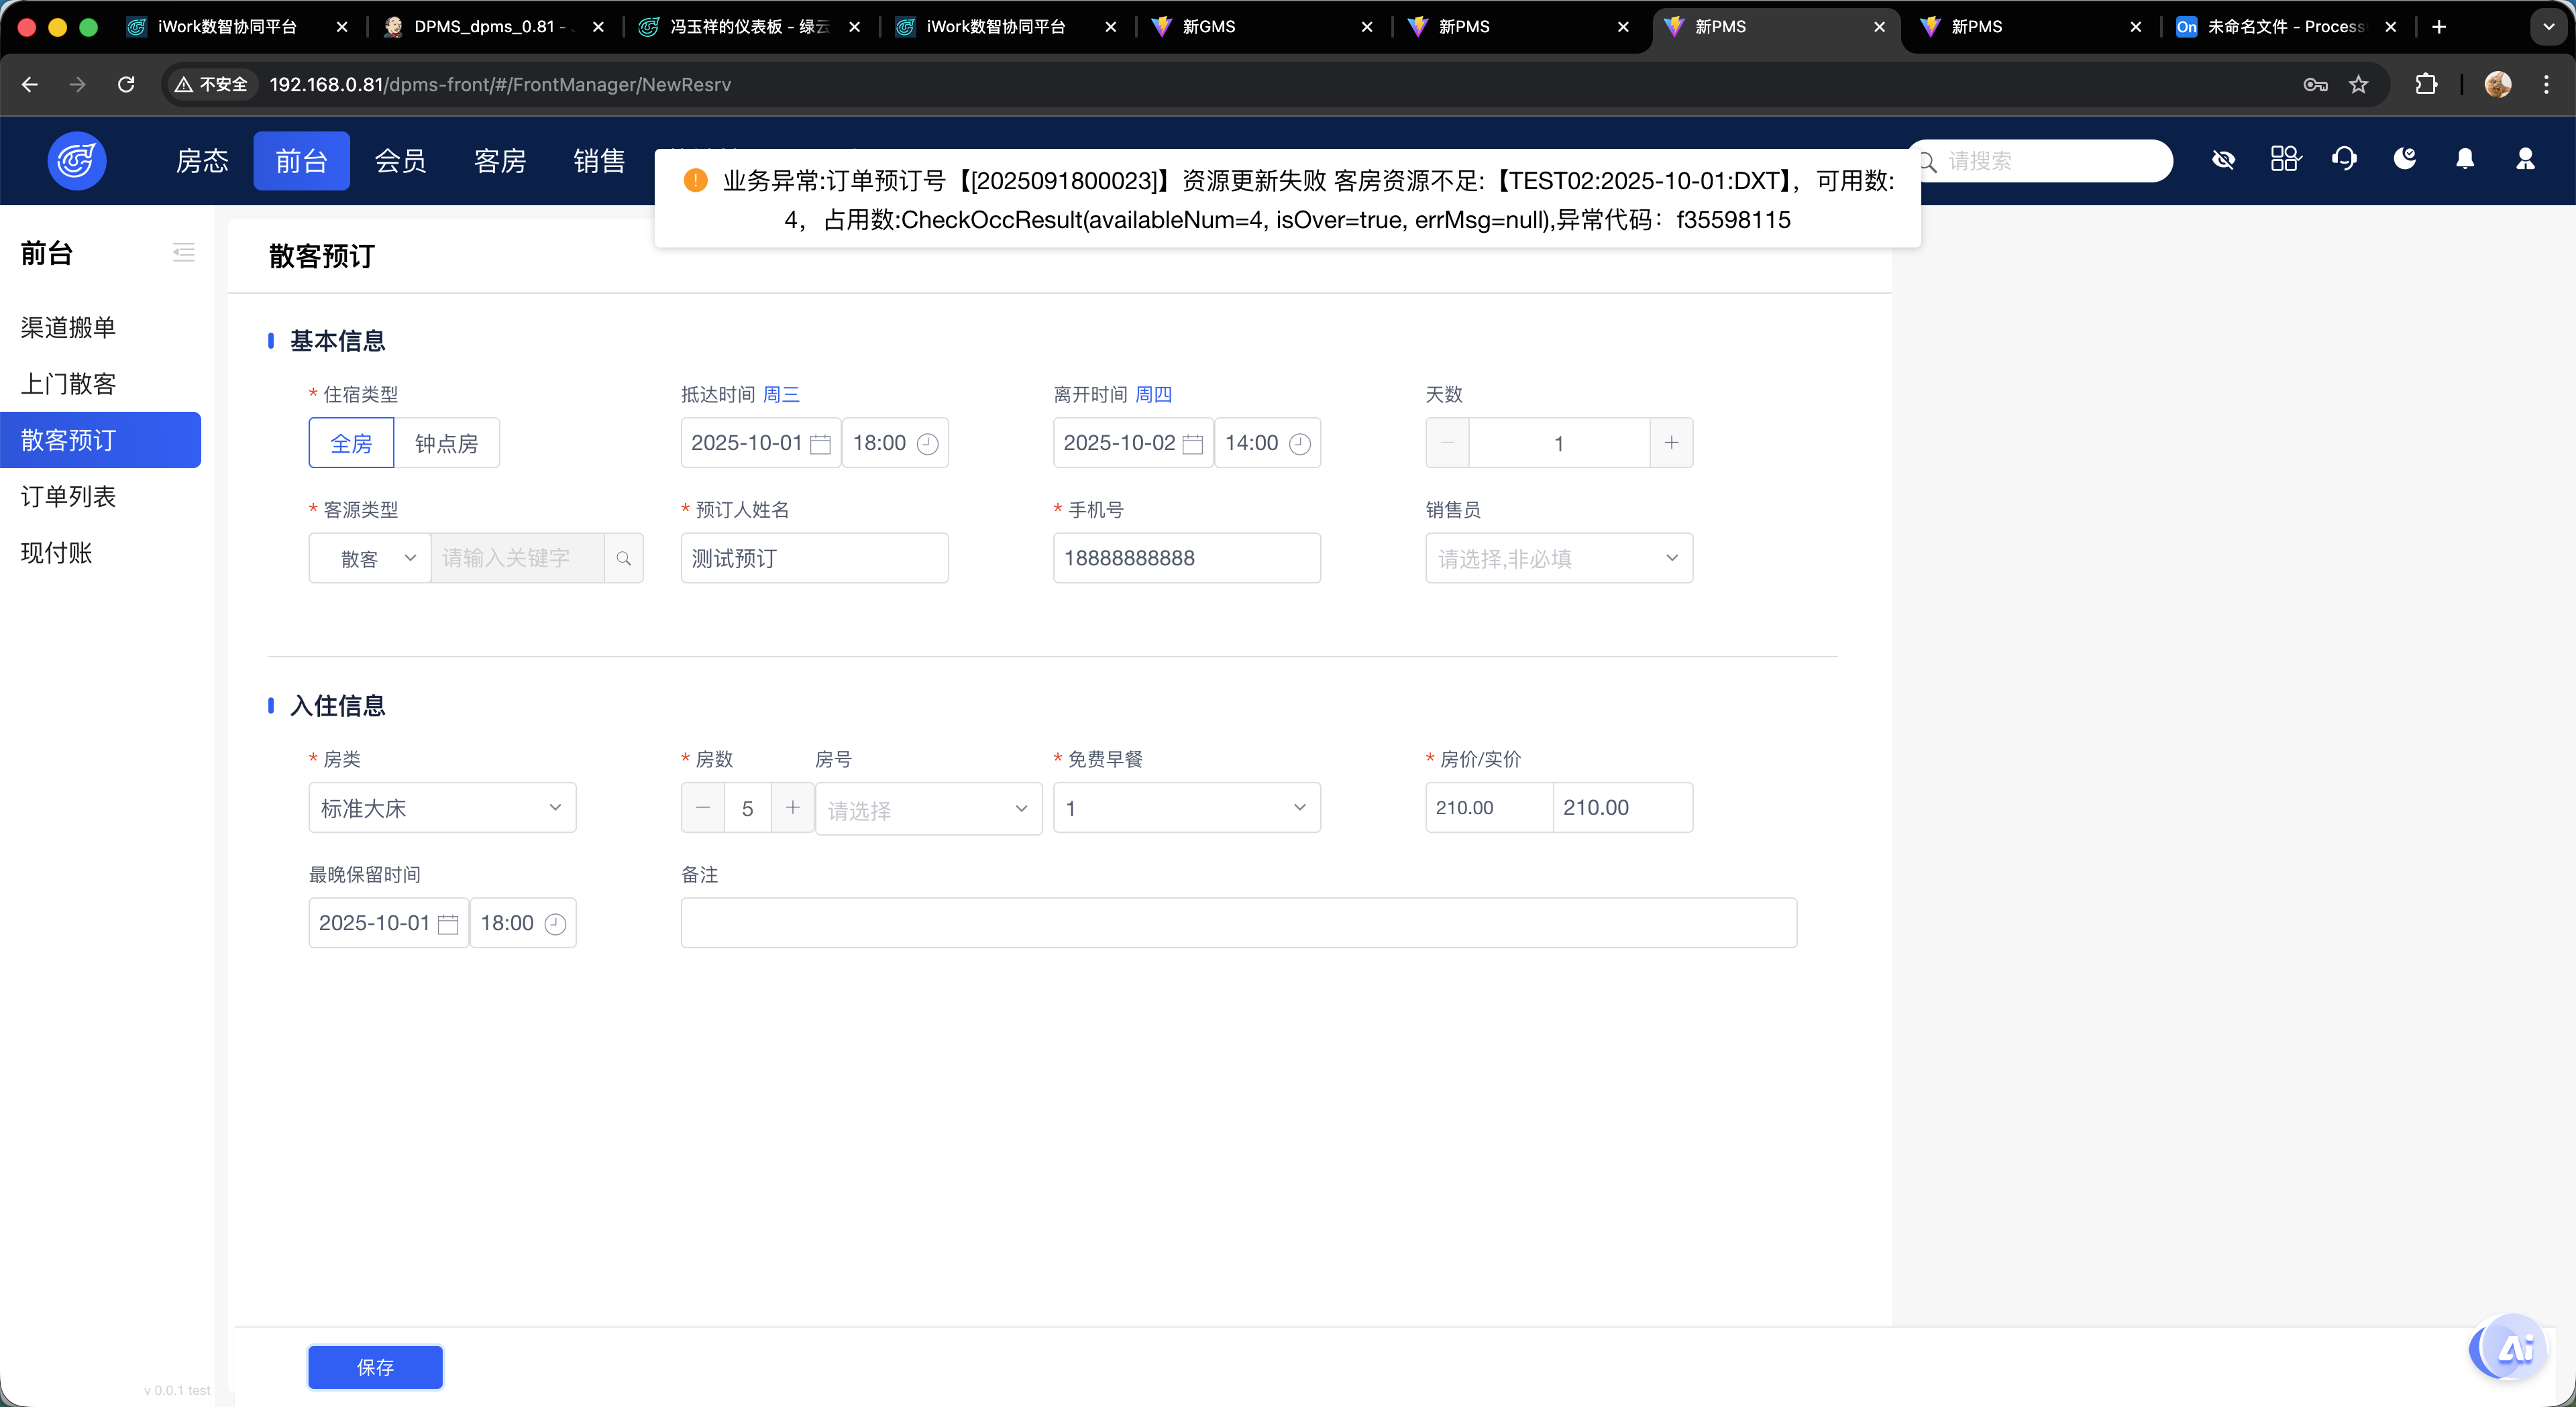 iWork数智协同平台
DPMS_dpms_0.81 -
冯玉祥的仪表板 - 绿云
iWork数智协同平台
新GMS
新PMS
新PMS
新PMS
On 未命名文件 - Process
不安全 192.168.0.81/dpms-front/#/FrontManager/NewResrv
房态 前台 会员 客房 销售
请搜索
业务异常:订单预订号【[2025091800023]】资源更新失败 客房资源不足:【TEST02:2025-10-01:DXT】，可用数:
4，占用数:CheckOccResult(availableNum=4, isOver=true, errMsg=null),异常代码：f35598115
前台
渠道搬单
上门散客
散客预订
订单列表
现付账
v 0.0.1 test
散客预订
基本信息
* 住宿类型 抵达时间 周三 离开时间 周四 天数
全房 钟点房 2025-10-01 18:00 2025-10-02 14:00 1
* 客源类型 * 预订人姓名 * 手机号 销售员
散客 请输入关键字 测试预订 18888888888 请选择,非必填
入住信息
* 房类 * 房数 房号 * 免费早餐 * 房价/实价
标准大床 5 请选择 1 210.00 210.00
最晚保留时间 备注
2025-10-01 18:00
保存
Ai